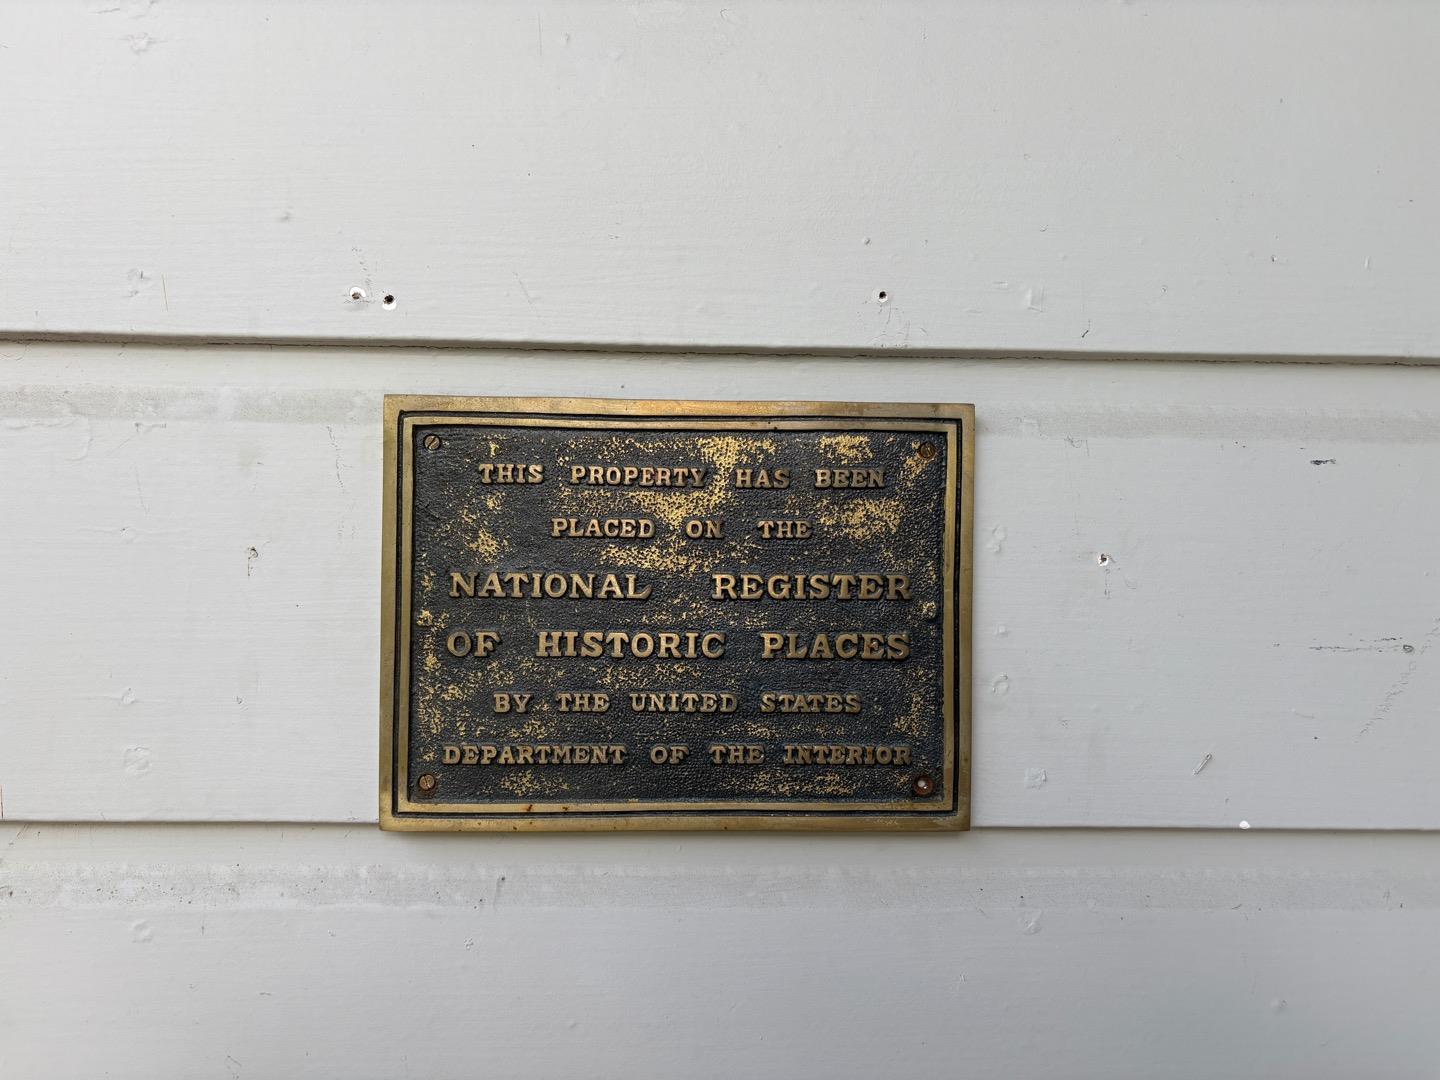 THIS PROPERTY HAS BEEN
PLACED ON THE
NATIONAL REGISTER
OF HISTORIC PLACES
BY THE UNITED STATES
DEPARTMENT OF THE INTERIOR